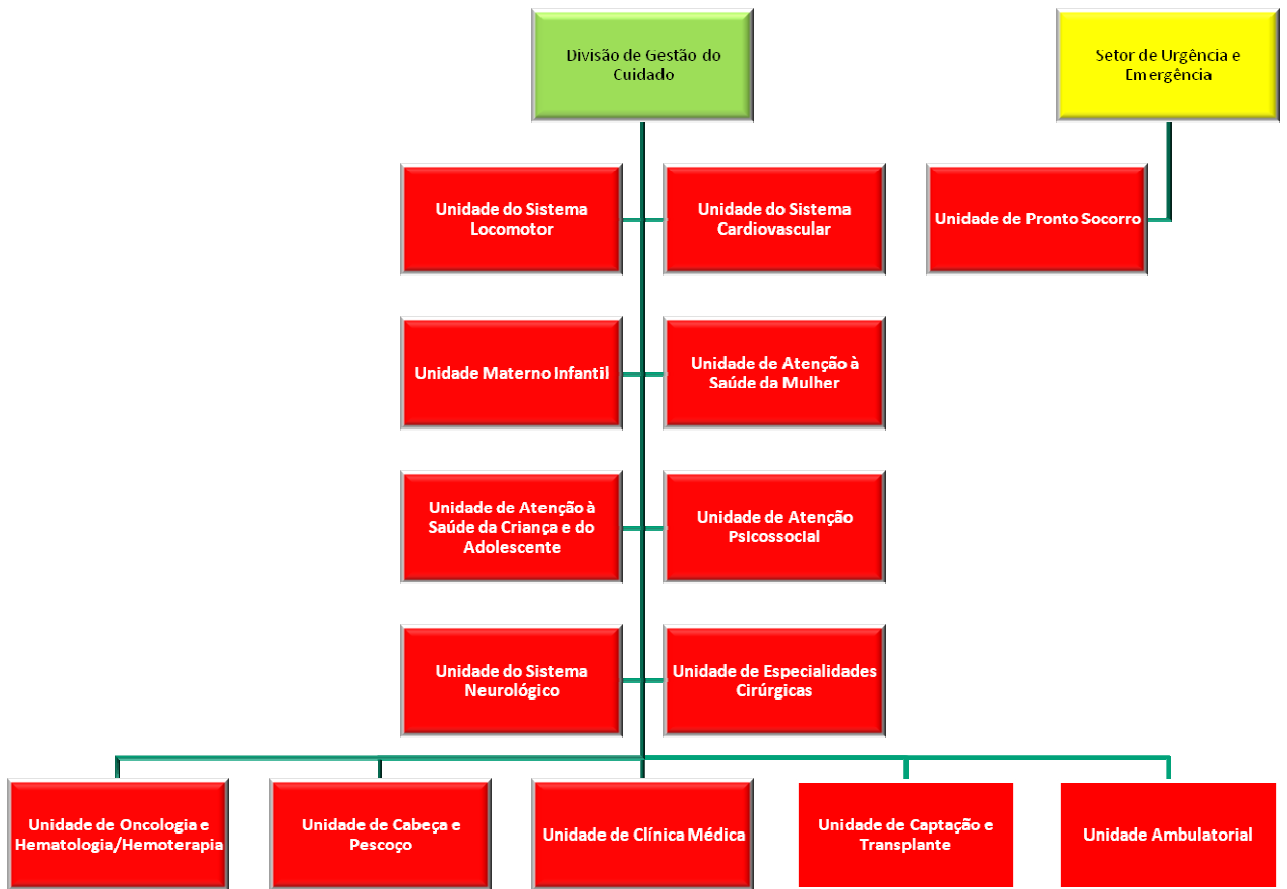 Divisão de Gestão do
Cuidado
Setor de Urgência e
Emergência
Unidade do Sistema
Locomotor
Unidade do Sistema
Cardiovascular
Unidade de Pronto Socorro
Unidade Materno Infantil
Unidade de Atenção à
Saúde da Mulher
Unidade de Atenção à
Saúde da Criança e do
Adolescente
Unidade de Atenção
Psicossocial
Unidade do Sistema
Neurológico
Unidade de Especialidades
Cirúrgicas
Unidade de Oncologia e
Hematologia/Hemoterapia
Unidade de Cabeça e
Pescoço
Unidade de Clínica Médica
Unidade de Captação e
Transplante
Unidade Ambulatorial